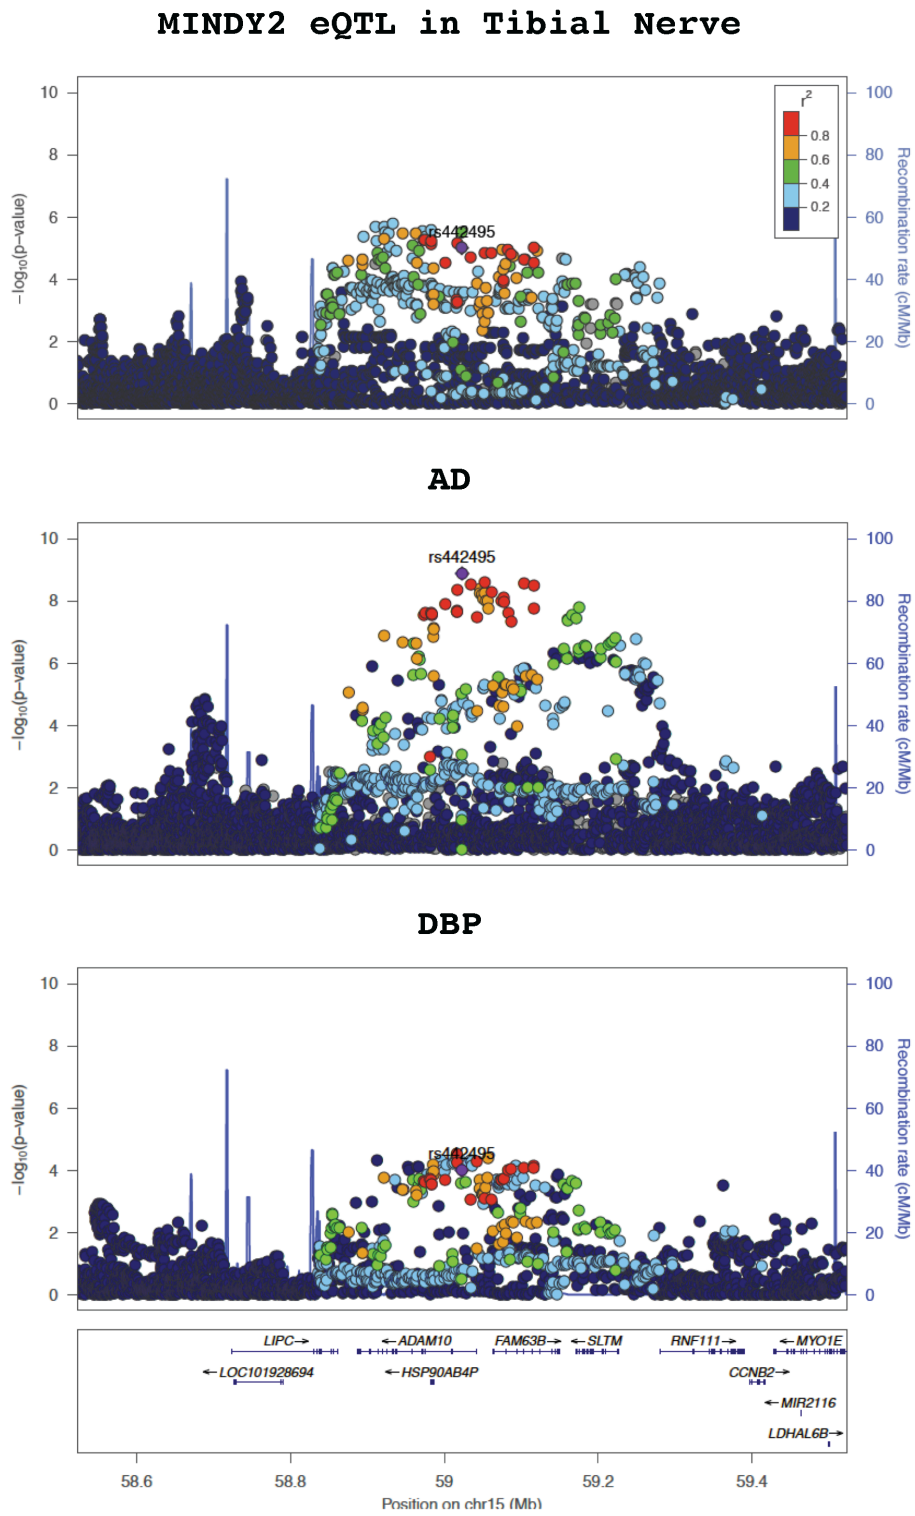 MINDY2 eQTL in Tibial Nerve
10
8
6
4
2
0
−log10(p−value)
100
80
60
40
20
0
Recombination rate (cM/Mb)
r2
0.8
0.6
0.4
0.2
rs442495
AD
10
8
6
4
2
0
−log10(p−value)
100
80
60
40
20
0
Recombination rate (cM/Mb)
rs442495
DBP
10
8
6
4
2
0
−log10(p−value)
100
80
60
40
20
0
Recombination rate (cM/Mb)
rs442495
LIPC→ ←ADAM10 FAM63B→ ←SLTM RNF111→ ←MYO1E
←LOC101928694 ←HSP90AB4P CCNB2→
←MIR2116
LDHAL6B→
58.6 58.8 59 59.2 59.4
Position on chr15 (Mb)